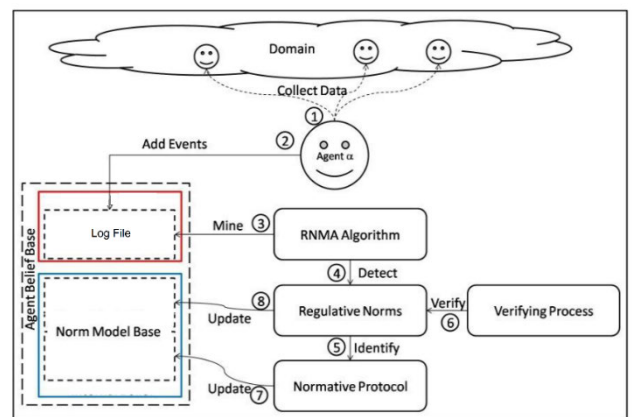 Domain
Collect Data
1
2
Agent α
Add Events
Agent Belief Base
Log File
Mine
3
RNMA Algorithm
4
Detect
8
Regulative Norms
Verify
6
Verifying Process
Update
Norm Model Base
5
Identify
Update
7
Normative Protocol